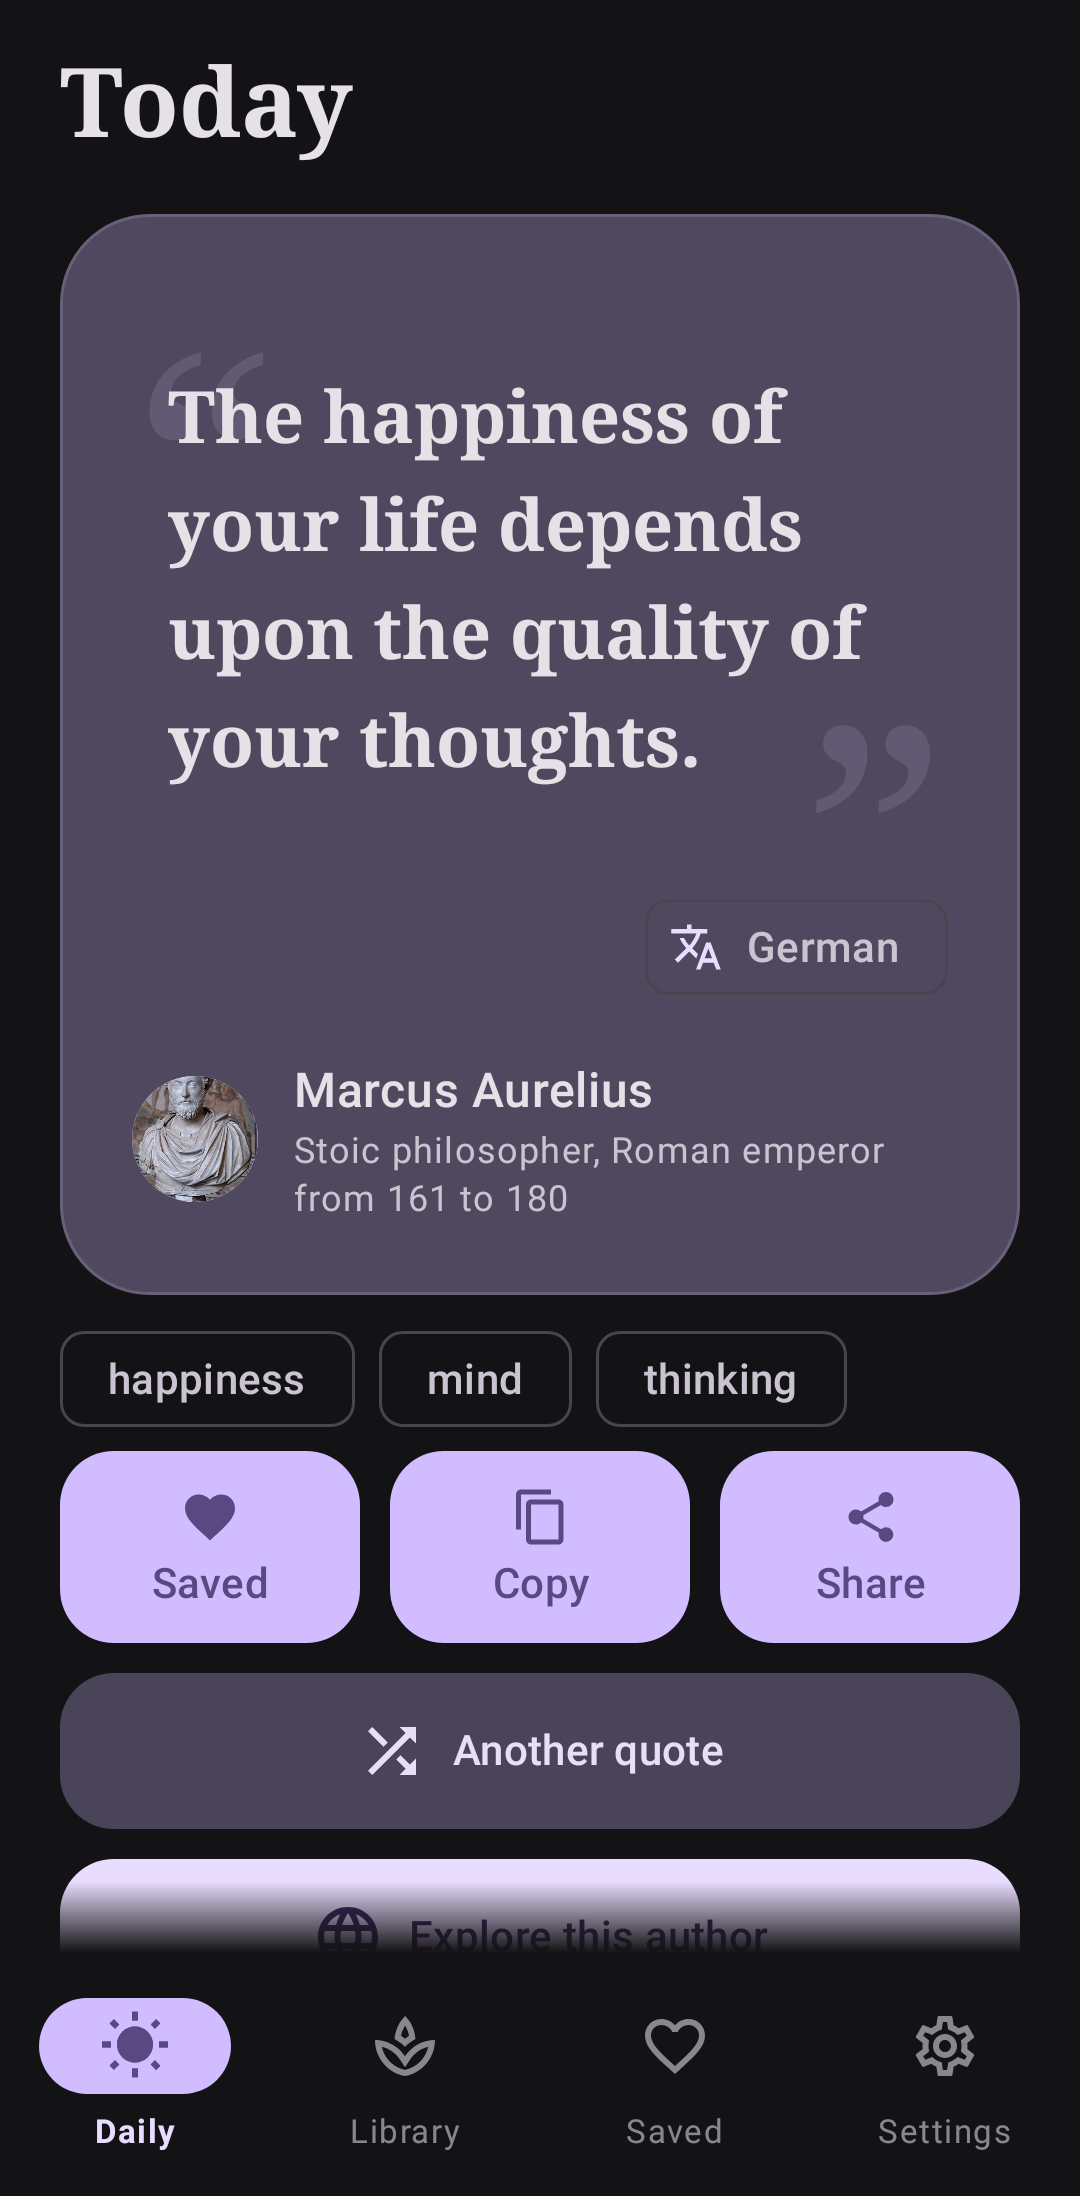 Today
“The happiness of
your life depends
upon the quality of
your thoughts.”
German
Marcus Aurelius
Stoic philosopher, Roman emperor
from 161 to 180
happiness mind thinking
Saved Copy Share
Another quote
Explore this author
Daily Library Saved Settings